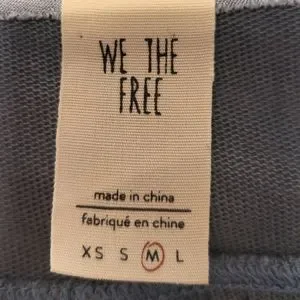 WE THE
FREE
made in china
fabriqué en chine
XS S M L